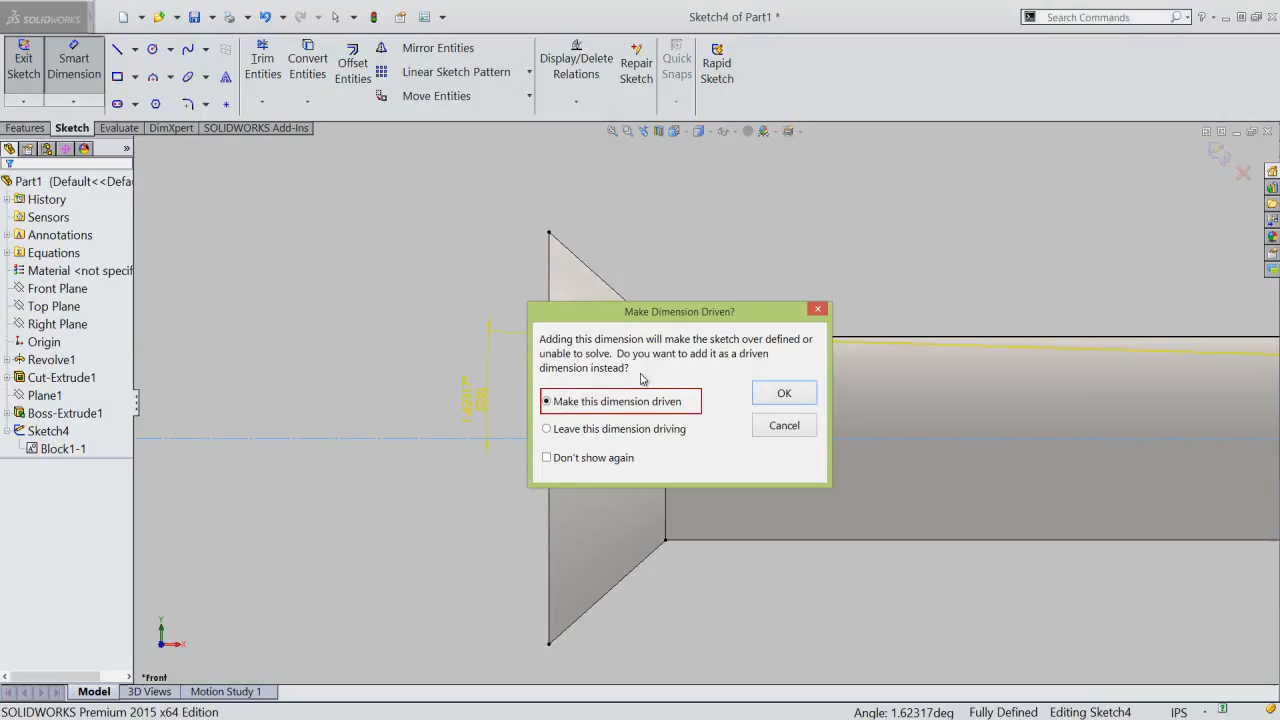 SOLIDWORKS
Sketch4 of Part1 *
Search Commands
Exit Sketch
Smart Dimension
Trim Entities
Convert Entities
Offset Entities
Mirror Entities
Linear Sketch Pattern
Move Entities
Display/Delete Relations
Repair Sketch
Quick Snaps
Rapid Sketch
Features
Sketch
Evaluate
DimXpert
SOLIDWORKS Add-Ins
Part1 (Default<<Defa
History
Sensors
Annotations
Equations
Material <not specif
Front Plane
Top Plane
Right Plane
Origin
Revolve1
Cut-Extrude1
Plane1
Boss-Extrude1
Sketch4
Block1-1
Make Dimension Driven?
Adding this dimension will make the sketch over defined or
unable to solve. Do you want to add it as a driven
dimension instead?
Make this dimension driven
Leave this dimension driving
Don't show again
OK
Cancel
1.62317°
Y
X
*Front
Model
3D Views
Motion Study 1
SOLIDWORKS Premium 2015 x64 Edition
Angle: 1.62317deg
Fully Defined
Editing Sketch4
IPS